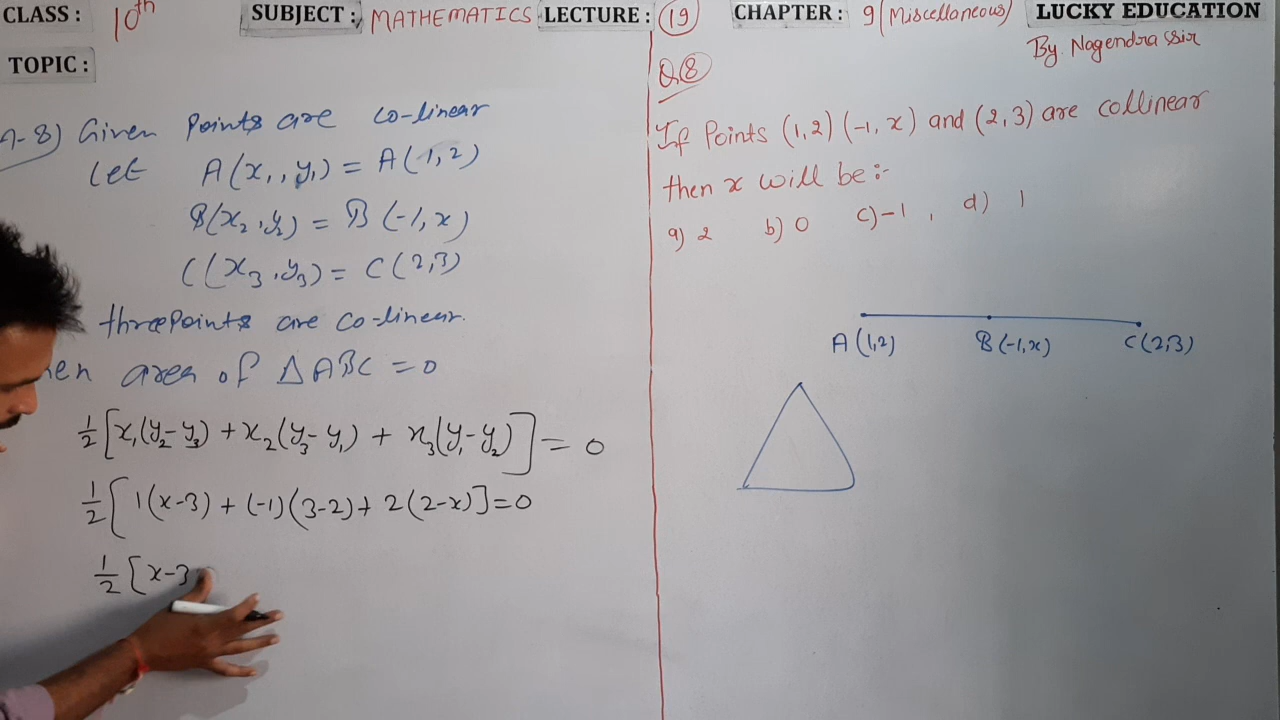 CLASS : 10th SUBJECT : MATHEMATICS LECTURE : 19 CHAPTER : 9 (Miscellaneous) LUCKY EDUCATION
By. Nagendra Sir
TOPIC :
A-8) Given points are co-linear
Let A(x₁, y₁) = A(1,2)
B(x₂, y₂) = B(-1, x)
C(x₃, y₃) = C(2,3)
three points are co-linear.
area of ΔABC = 0
1/2 [x₁(y₂-y₃) + x₂(y₃-y₁) + x₃(y₁-y₂)] = 0
1/2 [1(x-3) + (-1)(3-2) + 2(2-x)] = 0
1/2 [x-3
Q.8
If Points (1,2) (-1, x) and (2,3) are collinear
then x will be :-
a) 2 b) 0 c) -1 , d) 1
A(1,2) B(-1,x) C(2,3)